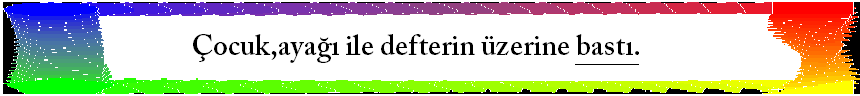 Çocuk,ayağı ile defterin üzerine bastı.